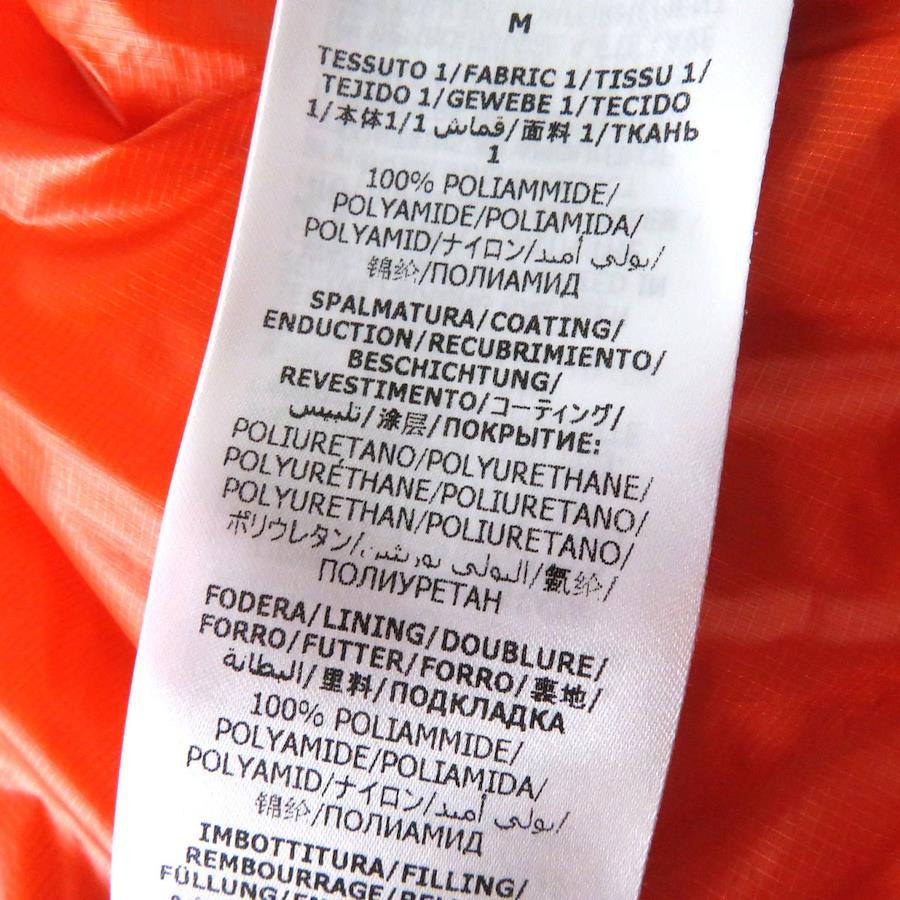 M
TESSUTO 1/FABRIC 1/TISSU 1/
TEJIDO 1/GEWEBE 1/TECIDO
1/本体1/1 قماش/面料 1/ТКАНЬ
1
100% POLIAMMIDE/
POLYAMIDE/POLIAMIDA/
POLYAMID/ナイロン/بولي أميد/
锦纶/ПОЛИАМИД
SPALMATURA/COATING/
ENDUCTION/RECUBRIMIENTO/
BESCHICHTUNG/
REVESTIMENTO/コーティング/
تلبيس/涂层/ПОКРЫТИЕ:
POLIURETANO/POLYURETHANE/
POLYURÉTHANE/POLIURETANO/
POLYURETHAN/POLIURETANO/
ポリウレタン/البولي يوريثين/氨纶/
ПОЛИУРЕТАН
FODERA/LINING/DOUBLURE/
FORRO/FUTTER/FORRO/裏地/
البطانة/里料/ПОДКЛАДКА
100% POLIAMMIDE/
POLYAMIDE/POLIAMIDA/
POLYAMID/ナイロン/بولي أميد/
锦纶/ПОЛИАМИД
IMBOTTITURA/FILLING/
REMBOURRAGE/
FÜLLUNG/